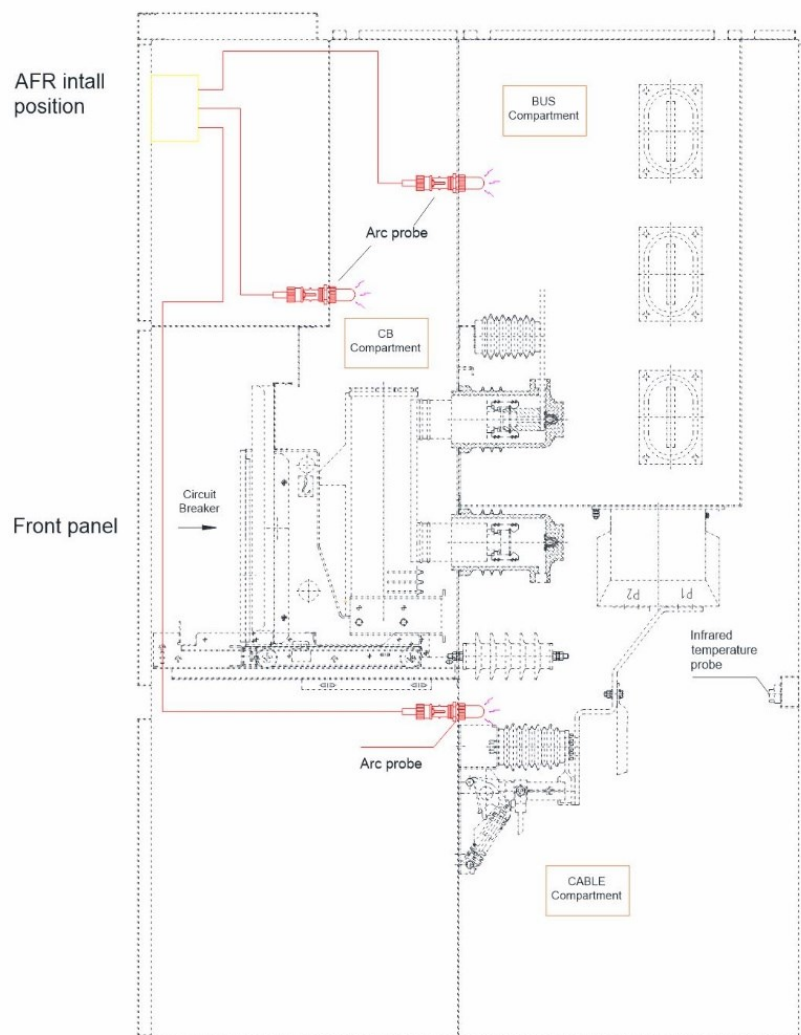 AFR intall
position
BUS
Compartment
Arc probe
CB
Compartment
Circuit
Breaker
Front panel
P2
P1
Infrared
temperature
probe
Arc probe
CABLE
Compartment